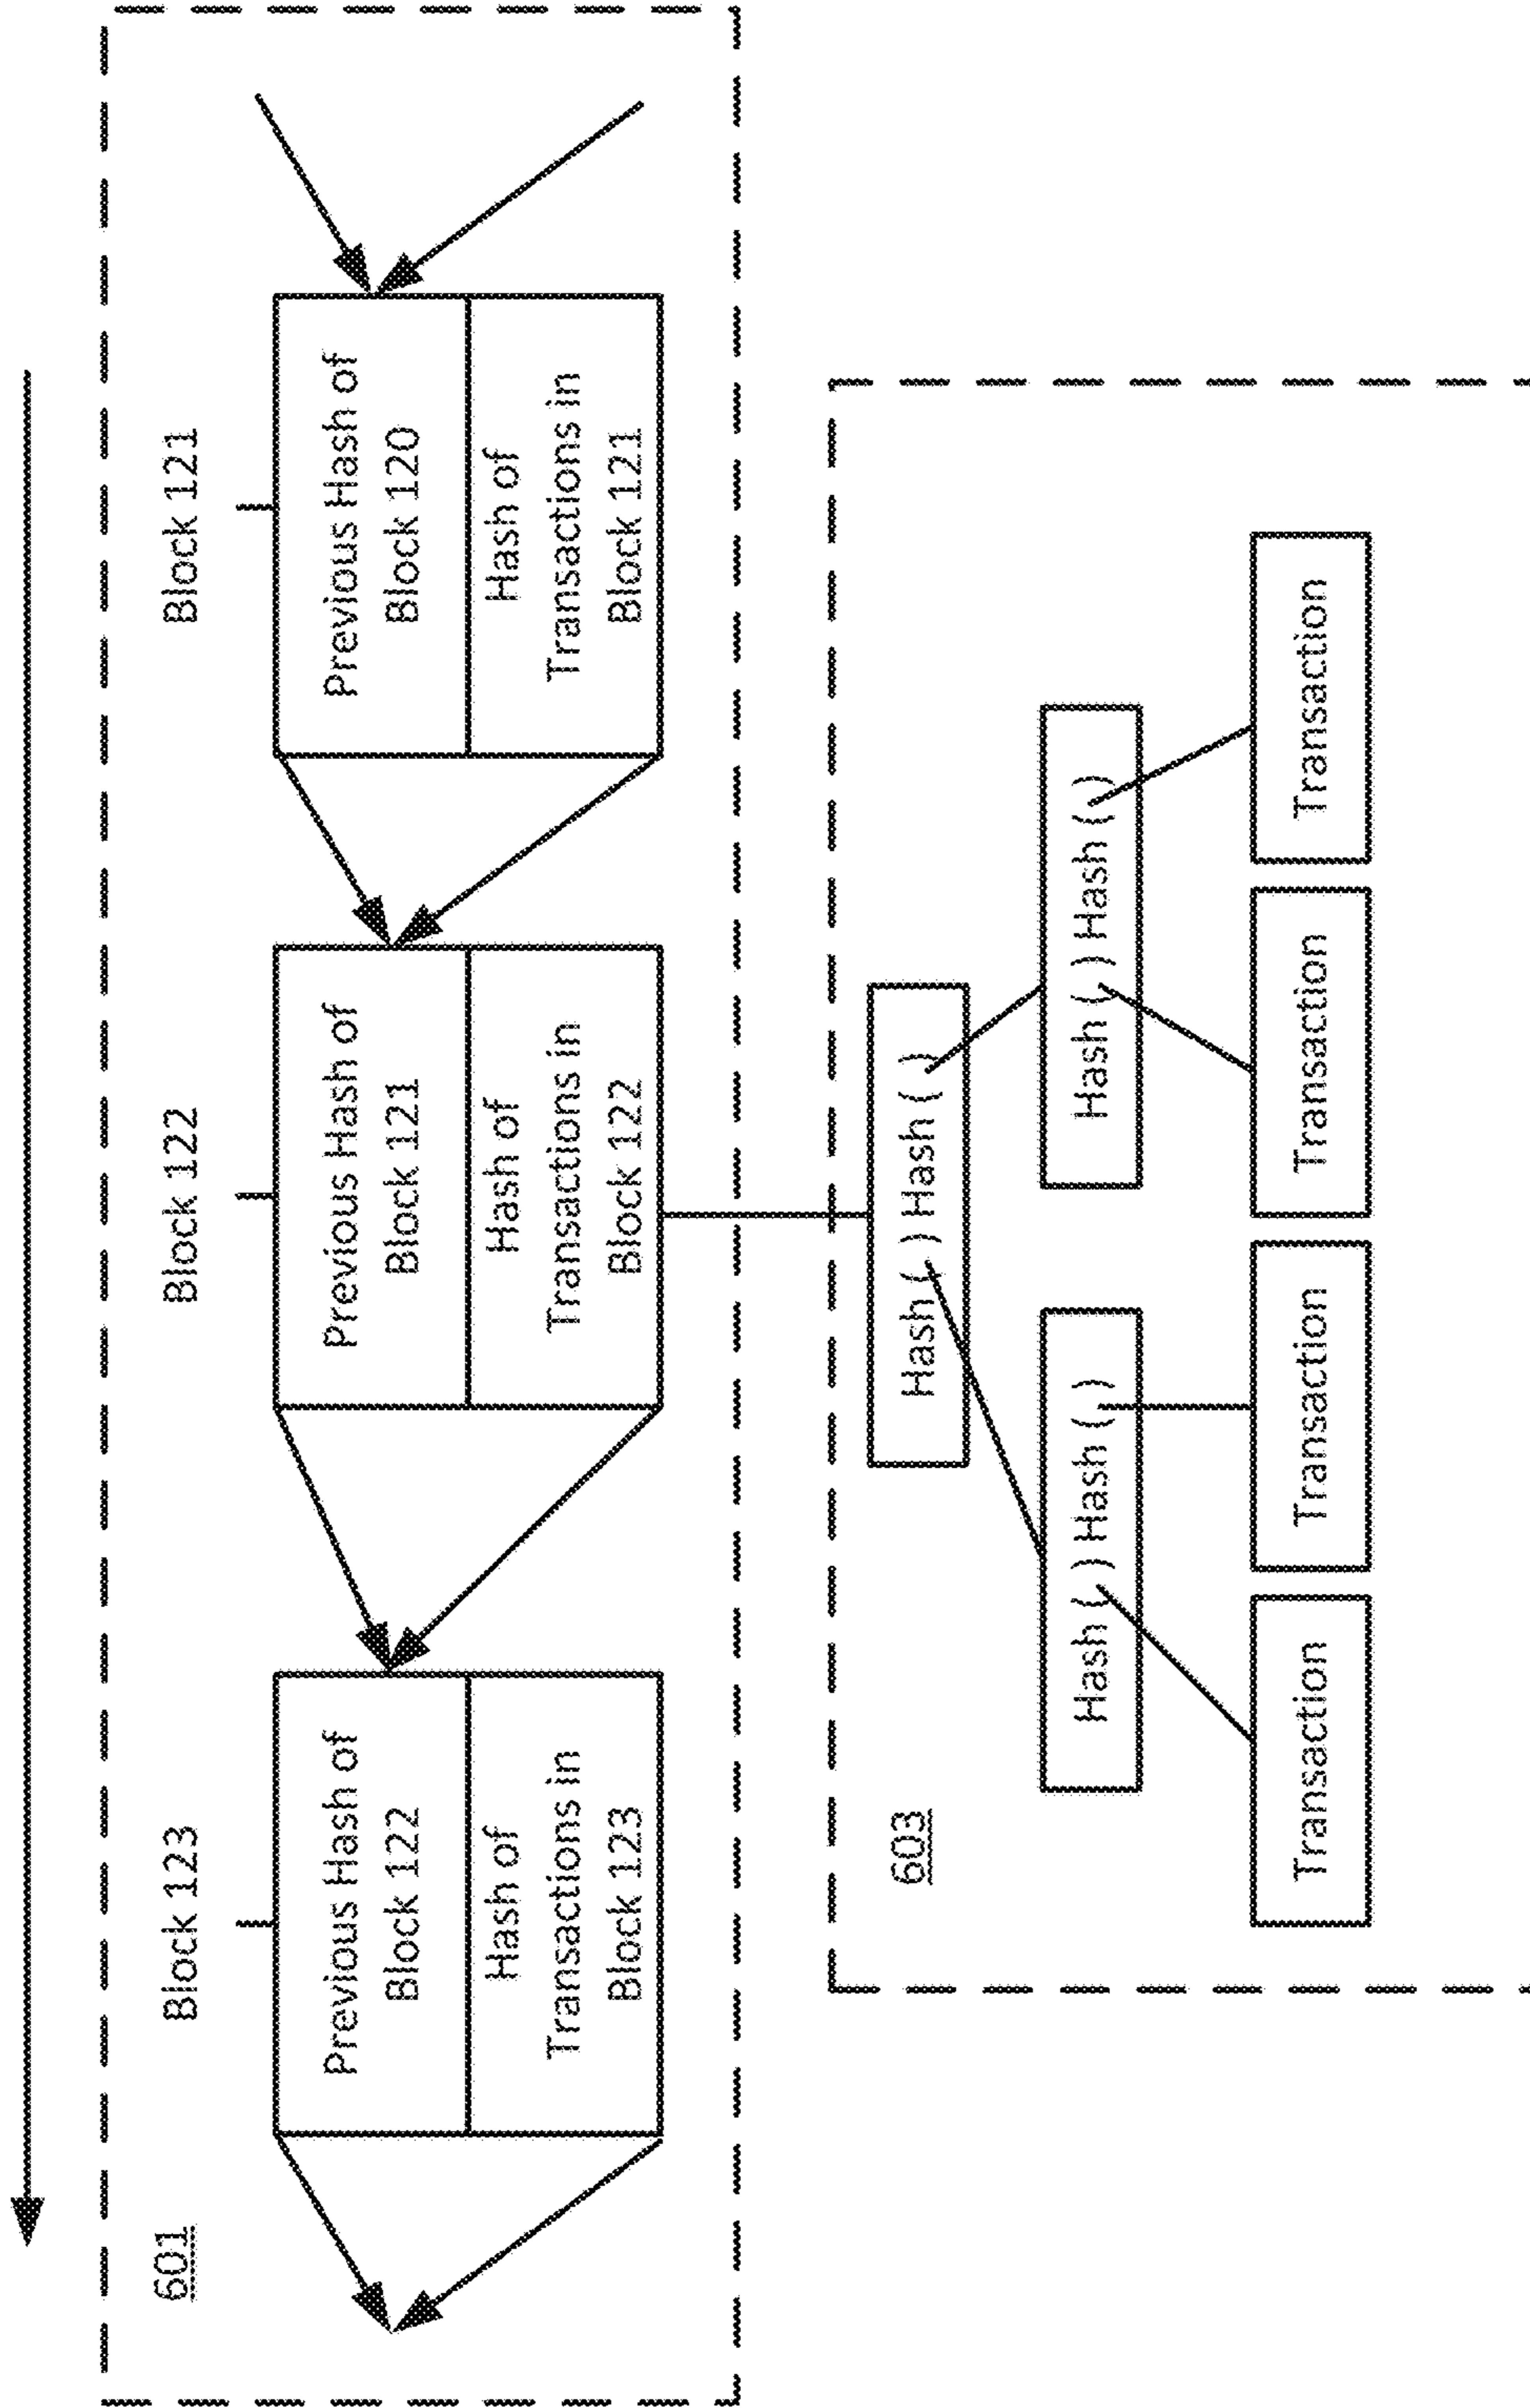 601
Block 123
Block 122
Block 121
Previous Hash of
Block 122
Hash of
Transactions in
Block 123
Previous Hash of
Block 121
Hash of
Transactions in
Block 122
Previous Hash of
Block 120
Hash of
Transactions in
Block 121
603
Hash ( ) Hash ( )
Hash ( ) Hash ( )
Hash ( ) Hash ( )
Transaction
Transaction
Transaction
Transaction